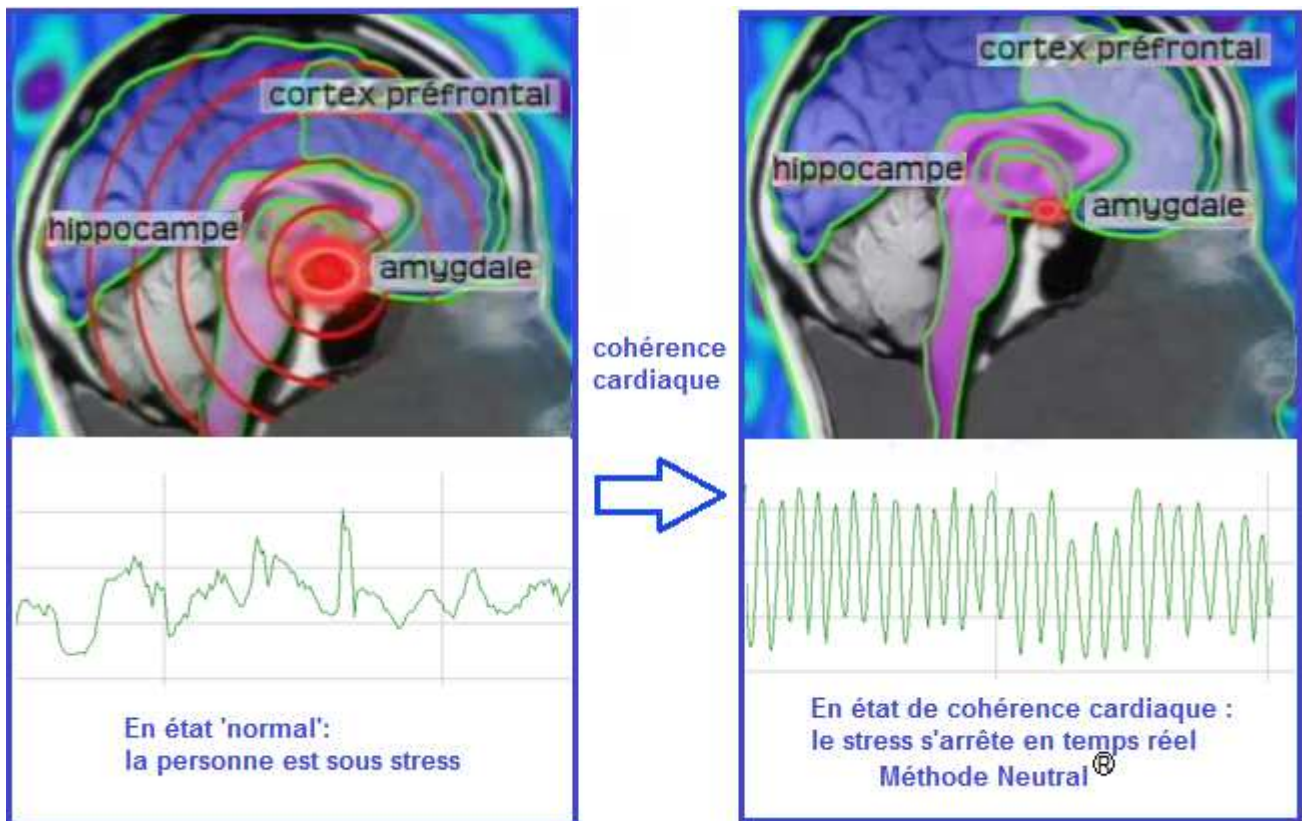 cortex préfrontal
hippocampe
amygdale
En état 'normal':
la personne est sous stress
cohérence
cardiaque
cortex préfrontal
hippocampe
amygdale
En état de cohérence cardiaque :
le stress s'arrête en temps réel
Méthode Neutral ®